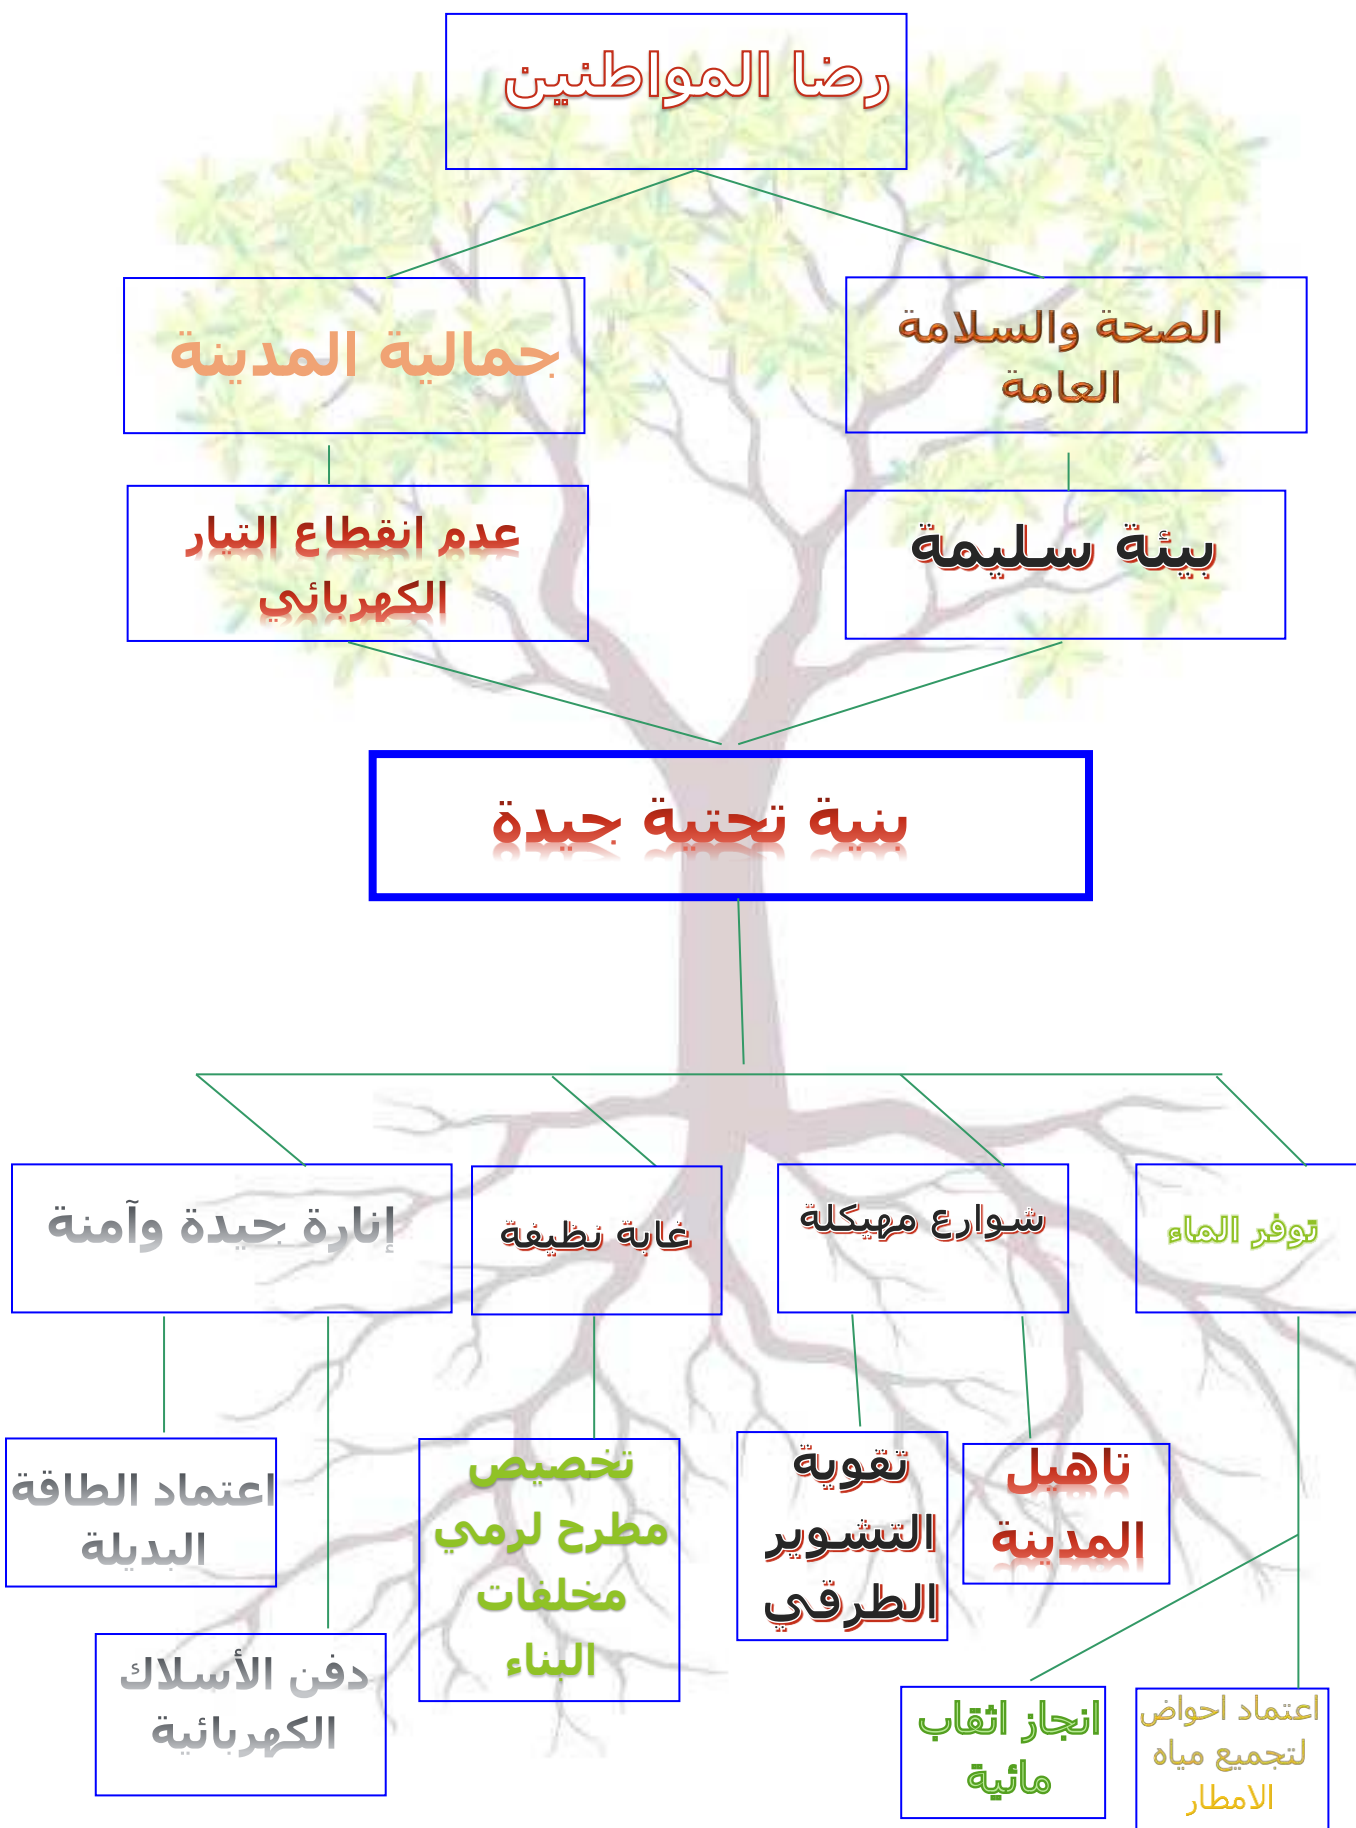 رضا المواطنين
الصحة والسلامة
العامة
جمالية المدينة
بيئة سليمة
عدم انقطاع التيار
الكهربائي
بنية تحتية جيدة
توفر الماء
شوارع مهيكلة
غابة نظيفة
إنارة جيدة وآمنة
تاهيل
المدينة
تقوية
التشوير
الطرقي
تخصيص
مطرح لرمي
مخلفات
البناء
اعتماد الطاقة
البديلة
دفن الأسلاك
الكهربائية
اعتماد احواض
لتجميع مياه
الامطار
انجاز اثقاب
مائية